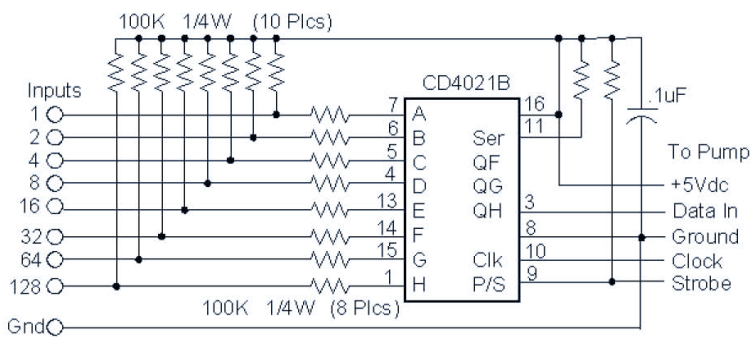 100K 1/4W (10 Plcs)
CD4021B
.1uF
Inputs
1
2
4
8
16
32
64
128
Gnd
7 A
6 B
5 C
4 D
13 E
14 F
15 G
1 H
16
Ser 11
QF
QG
QH 3
8
Clk 10
P/S 9
To Pump
+5Vdc
Data In
Ground
Clock
Strobe
100K 1/4W (8 Plcs)